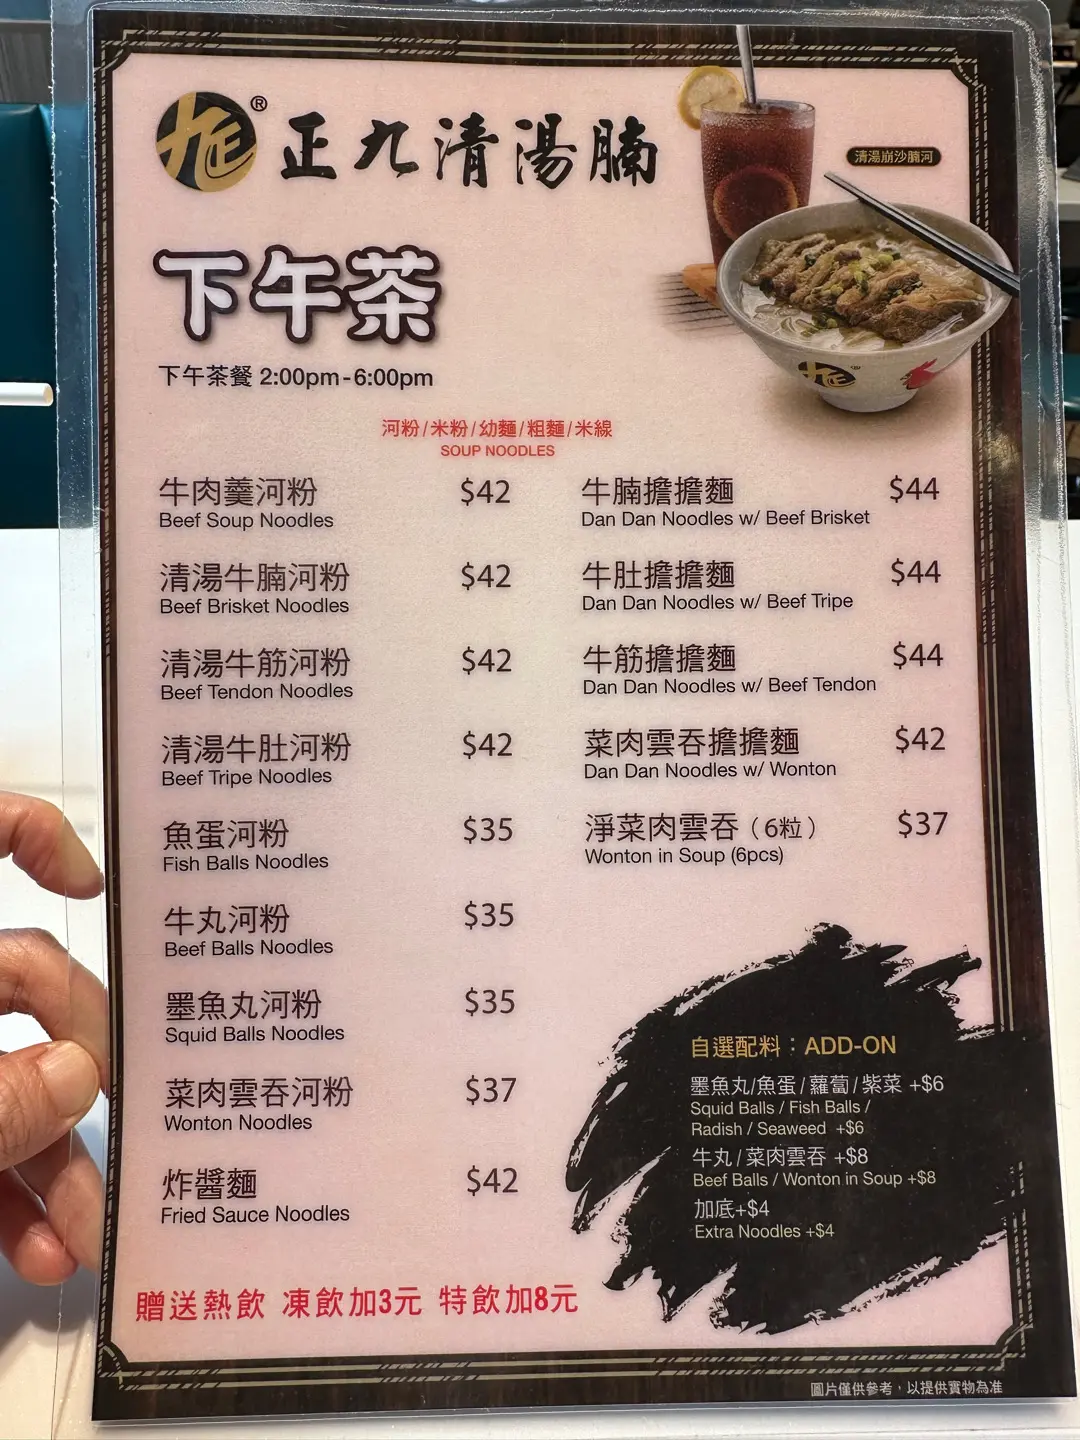 九正®
正九清湯腩
清湯崩沙腩河
下午茶
下午茶餐 2:00pm-6:00pm
河粉/米粉/幼麵/粗麵/米線
SOUP NOODLES
牛肉羹河粉 $42
Beef Soup Noodles
清湯牛腩河粉 $42
Beef Brisket Noodles
清湯牛筋河粉 $42
Beef Tendon Noodles
清湯牛肚河粉 $42
Beef Tripe Noodles
魚蛋河粉 $35
Fish Balls Noodles
牛丸河粉 $35
Beef Balls Noodles
墨魚丸河粉 $35
Squid Balls Noodles
菜肉雲吞河粉 $37
Wonton Noodles
炸醬麵 $42
Fried Sauce Noodles
牛腩擔擔麵 $44
Dan Dan Noodles w/ Beef Brisket
牛肚擔擔麵 $44
Dan Dan Noodles w/ Beef Tripe
牛筋擔擔麵 $44
Dan Dan Noodles w/ Beef Tendon
菜肉雲吞擔擔麵 $42
Dan Dan Noodles w/ Wonton
淨菜肉雲吞（6粒） $37
Wonton in Soup (6pcs)
自選配料：ADD-ON
墨魚丸/魚蛋/蘿蔔/紫菜 +$6
Squid Balls / Fish Balls /
Radish / Seaweed +$6
牛丸/菜肉雲吞 +$8
Beef Balls / Wonton in Soup +$8
加底+$4
Extra Noodles +$4
贈送熱飲 凍飲加3元 特飲加8元
圖片僅供參考，以提供實物為准